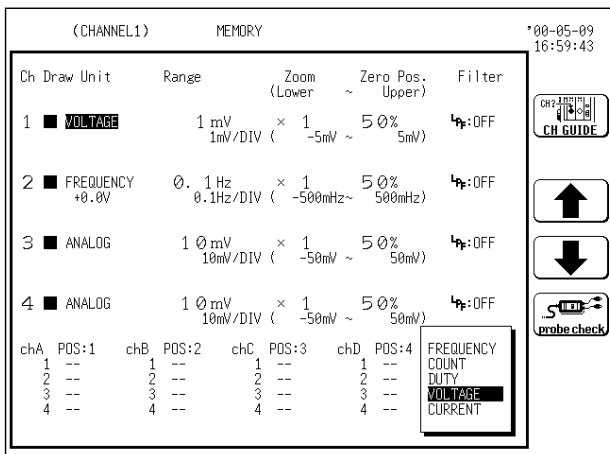 (CHANNEL1) MEMORY '00-05-09
16:59:43
Ch Draw Unit Range Zoom Zero Pos. Filter
(Lower ~ Upper)
1 VOLTAGE 1 mV × 1 50% LPF:OFF
1mV/DIV ( -5mV ~ 5mV)
2 FREQUENCY 0. 1 Hz × 1 50% LPF:OFF
+0.0V 0.1Hz/DIV ( -500mHz~ 500mHz)
3 ANALOG 10 mV × 1 50% LPF:OFF
10mV/DIV ( -50mV ~ 50mV)
4 ANALOG 10 mV × 1 50% LPF:OFF
10mV/DIV ( -50mV ~ 50mV)
chA POS:1 chB POS:2 chC POS:3 chD POS:4
1 -- 1 -- 1 -- 1 --
2 -- 2 -- 2 -- 2 --
3 -- 3 -- 3 -- 3 --
4 -- 4 -- 4 -- 4 --
FREQUENCY
COUNT
DUTY
VOLTAGE
CURRENT
CH2
CH GUIDE
probe check